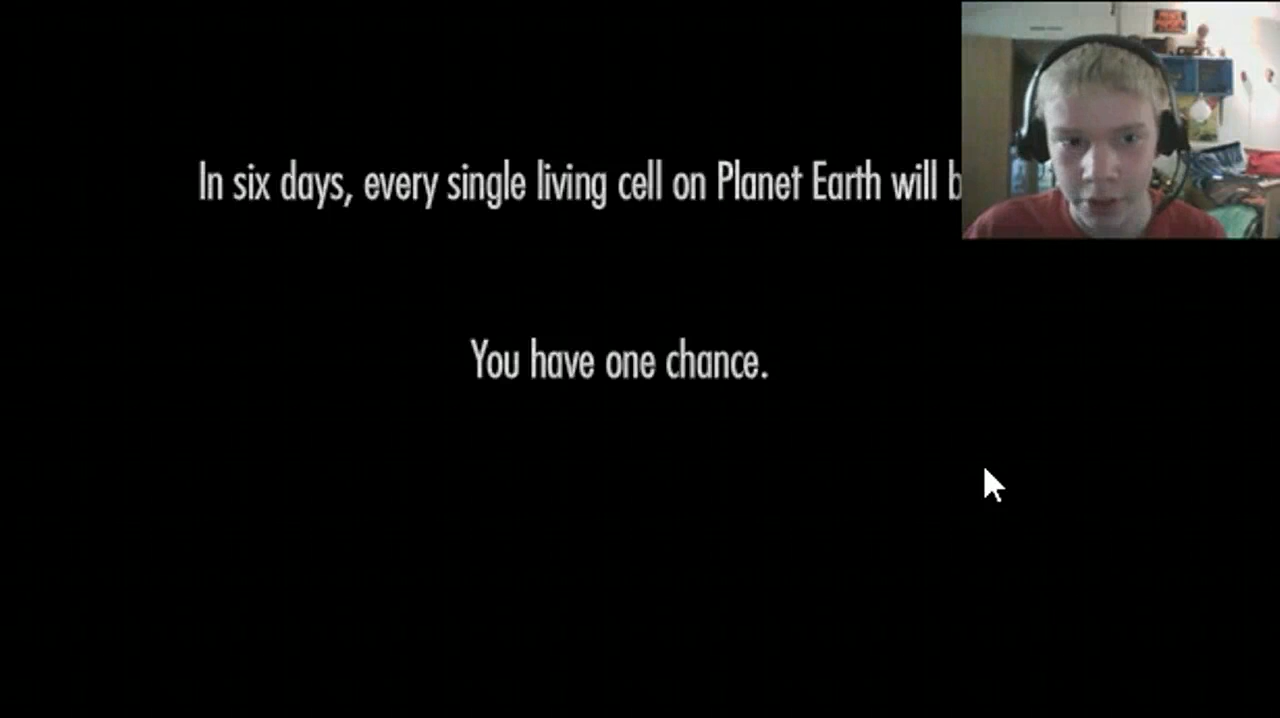 In six days, every single living cell on Planet Earth will b
You have one chance.